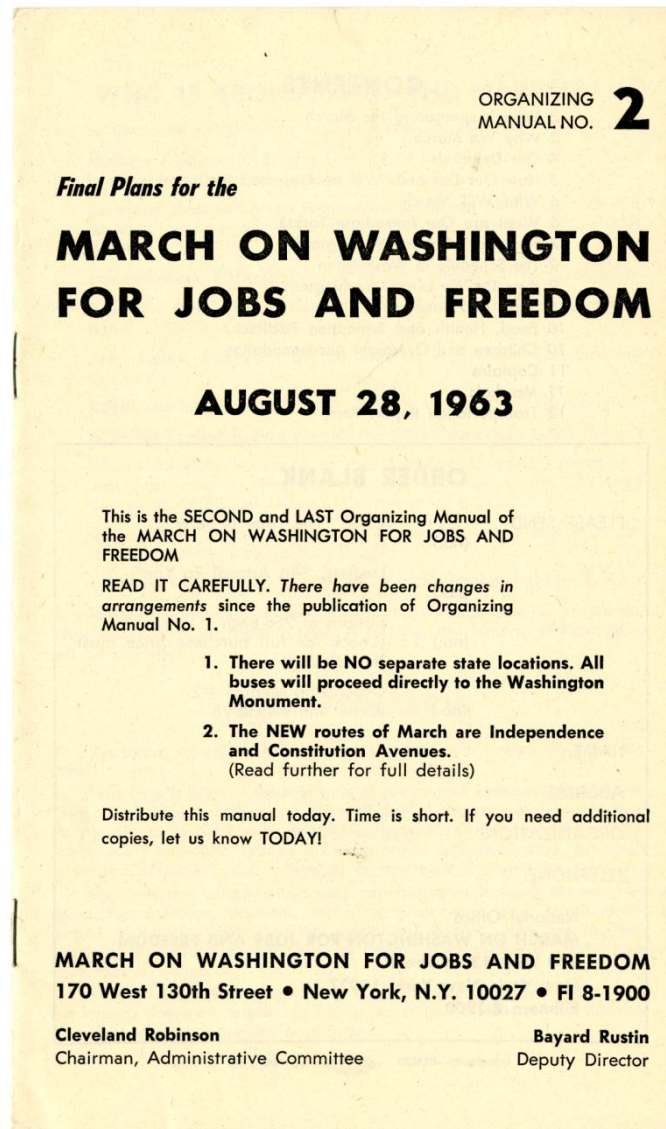 ORGANIZING
MANUAL NO. 2
Final Plans for the
MARCH ON WASHINGTON
FOR JOBS AND FREEDOM
AUGUST 28, 1963
This is the SECOND and LAST Organizing Manual of
the MARCH ON WASHINGTON FOR JOBS AND
FREEDOM
READ IT CAREFULLY. There have been changes in
arrangements since the publication of Organizing
Manual No. 1.
1. There will be NO separate state locations. All
buses will proceed directly to the Washington
Monument.
2. The NEW routes of March are Independence
and Constitution Avenues.
(Read further for full details)
Distribute this manual today. Time is short. If you need additional
copies, let us know TODAY!
MARCH ON WASHINGTON FOR JOBS AND FREEDOM
170 West 130th Street • New York, N.Y. 10027 • FI 8-1900
Cleveland Robinson
Chairman, Administrative Committee
Bayard Rustin
Deputy Director